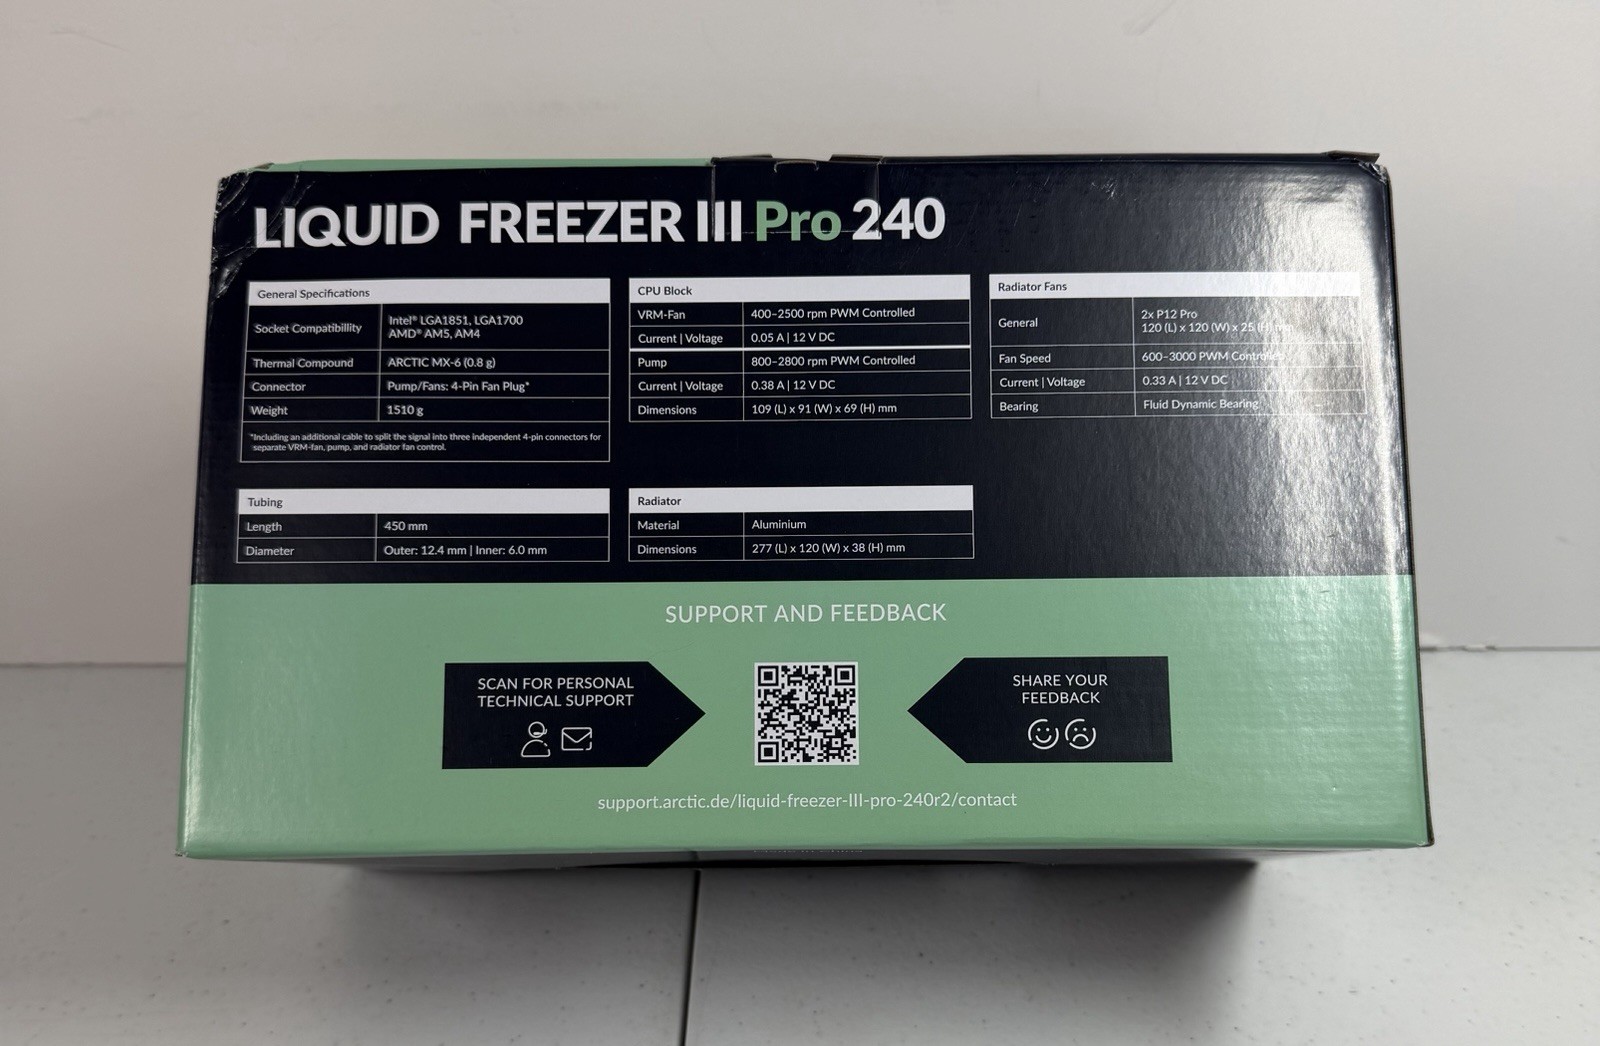 LIQUID FREEZER III Pro 240
General Specifications
Socket Compatibillity
Intel® LGA1851, LGA1700
AMD® AM5, AM4
Thermal Compound ARCTIC MX-6 (0.8 g)
Connector Pump/Fans: 4-Pin Fan Plug*
Weight 1510 g
*Including an additional cable to split the signal into three independent 4-pin connectors for
separate VRM-fan, pump, and radiator fan control.
CPU Block
VRM-Fan 400–2500 rpm PWM Controlled
Current | Voltage 0.05 A | 12 V DC
Pump 800–2800 rpm PWM Controlled
Current | Voltage 0.38 A | 12 V DC
Dimensions 109 (L) x 91 (W) x 69 (H) mm
Radiator Fans
General
2x P12 Pro
120 (L) x 120 (W) x 25 (H) mm
Fan Speed 600–3000 PWM Controlled
Current | Voltage 0.33 A | 12 V DC
Bearing Fluid Dynamic Bearing
Tubing
Length 450 mm
Diameter Outer: 12.4 mm | Inner: 6.0 mm
Radiator
Material Aluminium
Dimensions 277 (L) x 120 (W) x 38 (H) mm
SUPPORT AND FEEDBACK
SCAN FOR PERSONAL
TECHNICAL SUPPORT
SHARE YOUR
FEEDBACK
support.arctic.de/liquid-freezer-III-pro-240r2/contact